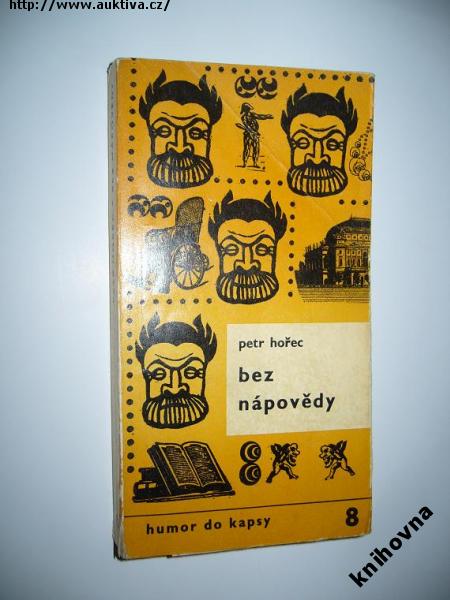 http://www.auktiva.cz/
petr hořec
bez
nápovědy
humor do kapsy 8
knihovna